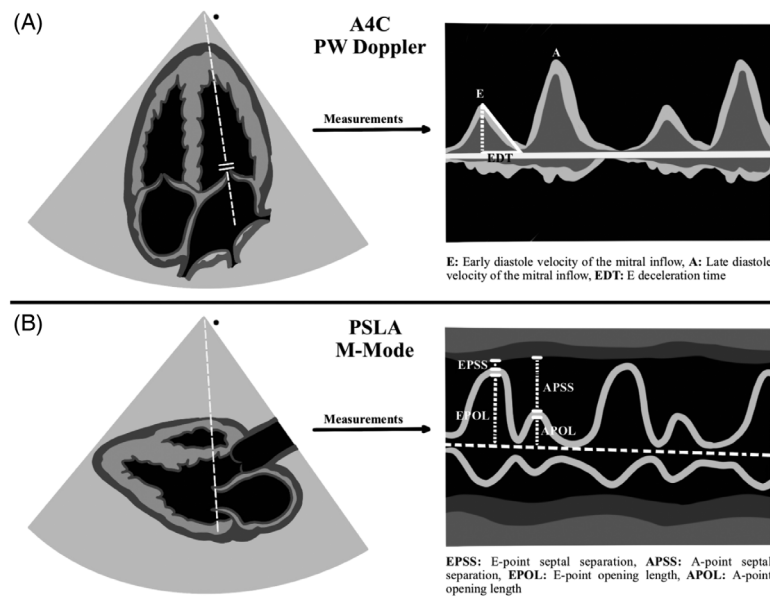 (A)
A4C
PW Doppler
Measurements
A
E
EDT
E: Early diastole velocity of the mitral inflow, A: Late diastole
velocity of the mitral inflow, EDT: E deceleration time
(B)
PSLA
M-Mode
Measurements
EPSS
APSS
EPOL
APOL
EPSS: E-point septal separation, APSS: A-point septal
separation, EPOL: E-point opening length, APOL: A-point
opening length